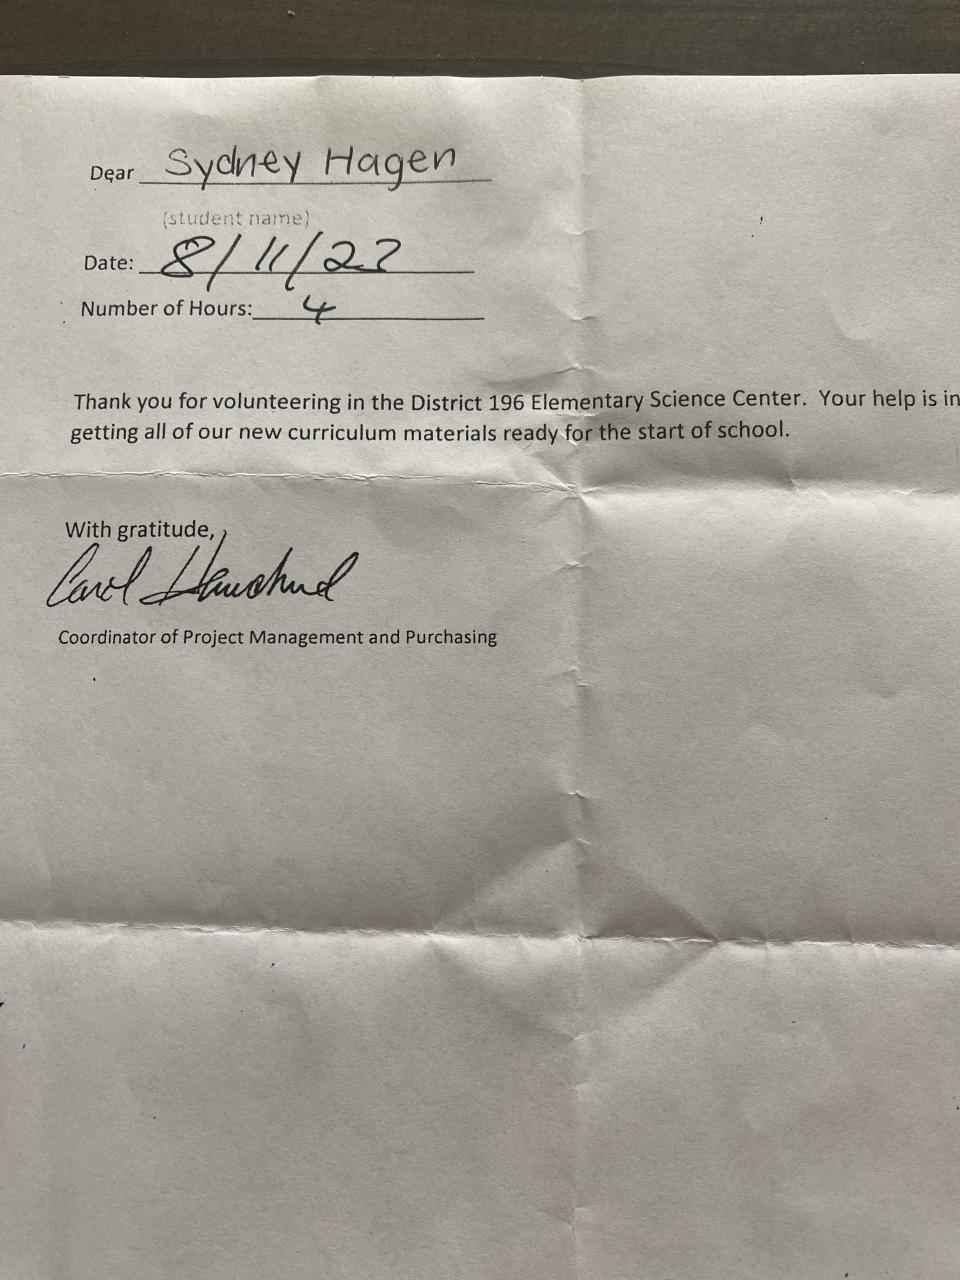 Dear Sydney Hagen
(student name)
Date: 8/11/23
Number of Hours: 4
Thank you for volunteering in the District 196 Elementary Science Center. Your help is in
getting all of our new curriculum materials ready for the start of school.
With gratitude,
Carol
Coordinator of Project Management and Purchasing